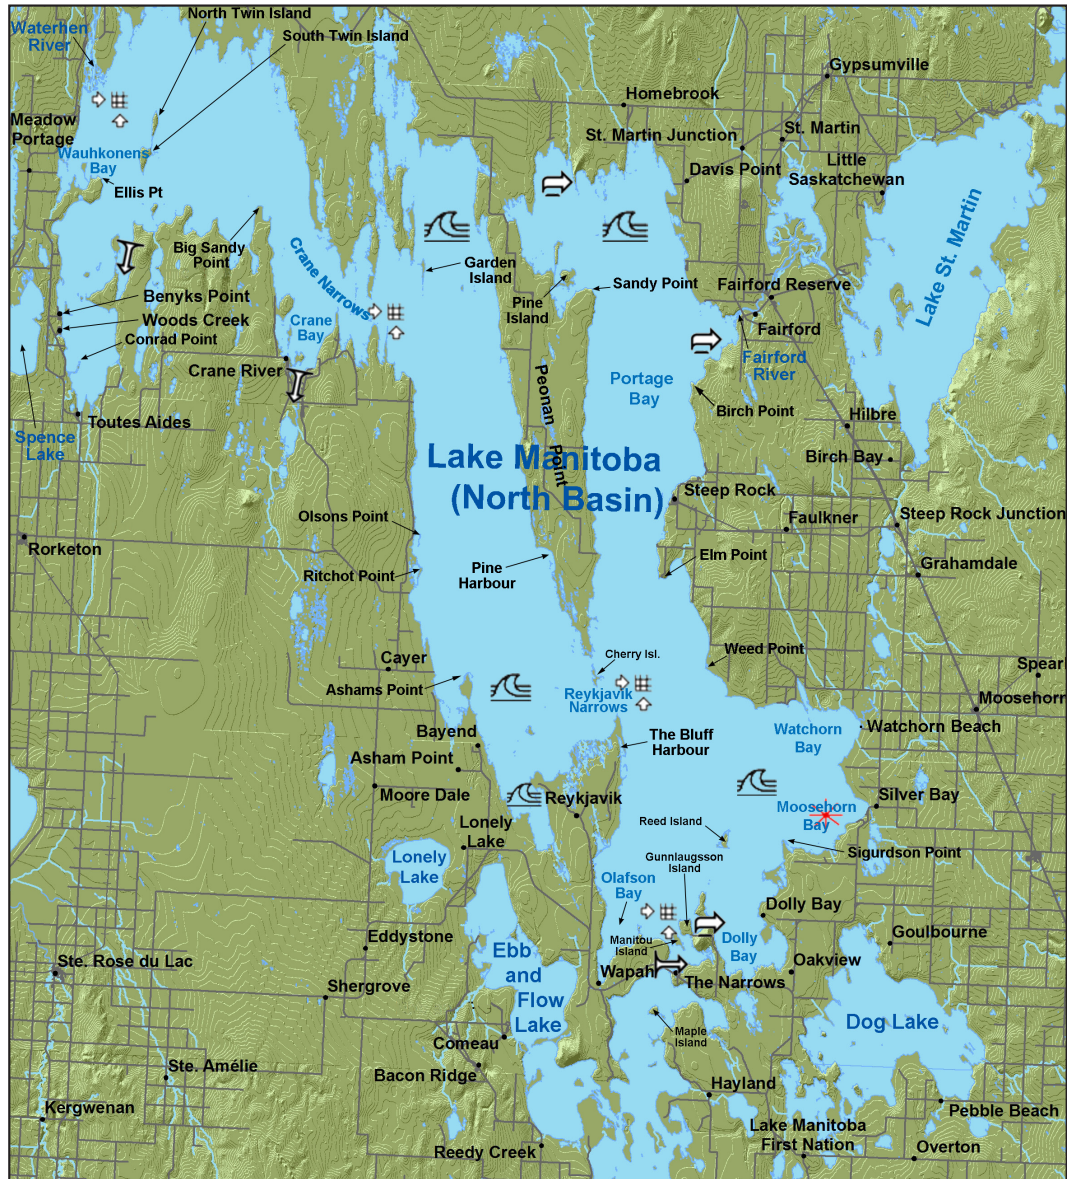 North Twin Island
Waterhen
River
South Twin Island
Gypsumville
Homebrook
Meadow
Portage
St. Martin Junction
St. Martin
Wauhkonens
Bay
Davis Point
Little
Saskatchewan
Ellis Pt
Big Sandy
Point
Crane Narrows
Garden
Island
Lake St. Martin
Pine
Island
Sandy Point
Fairford Reserve
Benyks Point
Woods Creek
Conrad Point
Crane
Bay
Fairford
Fairford
River
Crane River
Peonan Point
Portage
Bay
Birch Point
Toutes Aides
Hilbre
Spence
Lake
Birch Bay
Lake Manitoba
(North Basin)
Steep Rock
Olsons Point
Faulkner
Steep Rock Junction
Rorketon
Pine
Harbour
Elm Point
Grahamdale
Ritchot Point
Weed Point
Cayer
Cherry Isl.
Spearl
Ashams Point
Reykjavik
Narrows
Moosehorn
Bayend
The Bluff
Harbour
Watchorn
Bay
Watchorn Beach
Asham Point
Moore Dale
Reykjavik
Silver Bay
Moosehorn
Bay
Lonely
Lake
Reed Island
Sigurdson Point
Lonely
Lake
Gunnlaugsson
Island
Olafson
Bay
Dolly Bay
Eddystone
Manitou
Island
Dolly
Bay
Goulbourne
Ebb
and
Flow
Lake
Ste. Rose du Lac
Wapah
The Narrows
Oakview
Shergrove
Maple
Island
Dog Lake
Comeau
Ste. Amélie
Bacon Ridge
Hayland
Kergwenan
Pebble Beach
Lake Manitoba
First Nation
Reedy Creek
Overton